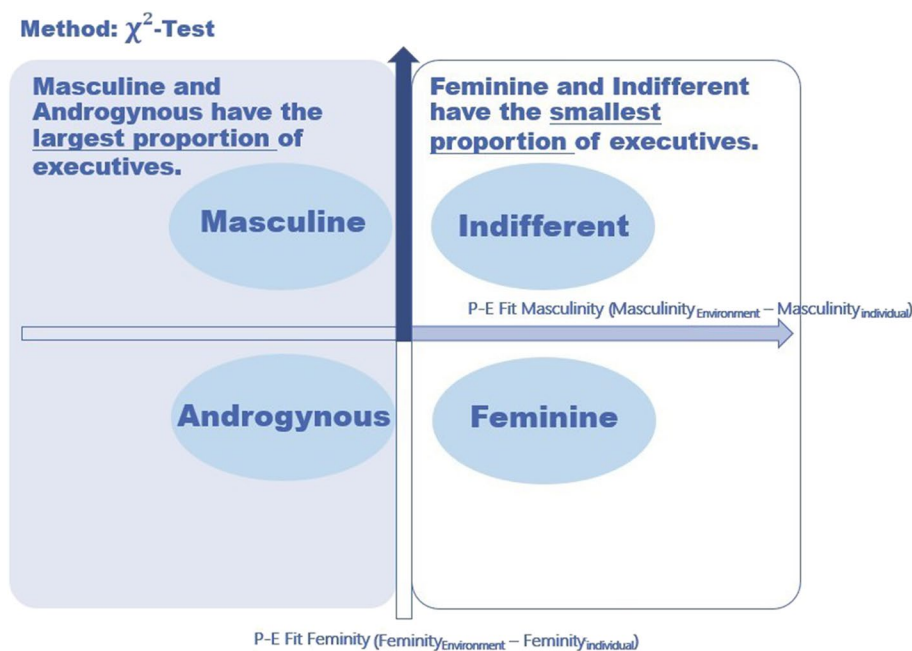 Method: χ²-Test
Masculine and
Androgynous have the
largest proportion of
executives.
Feminine and Indifferent
have the smallest
proportion of executives.
Masculine
Indifferent
P-E Fit Masculinity (Masculinity Environment – Masculinity individual)
Androgynous
Feminine
P-E Fit Feminity (Feminity Environment – Feminity individual)